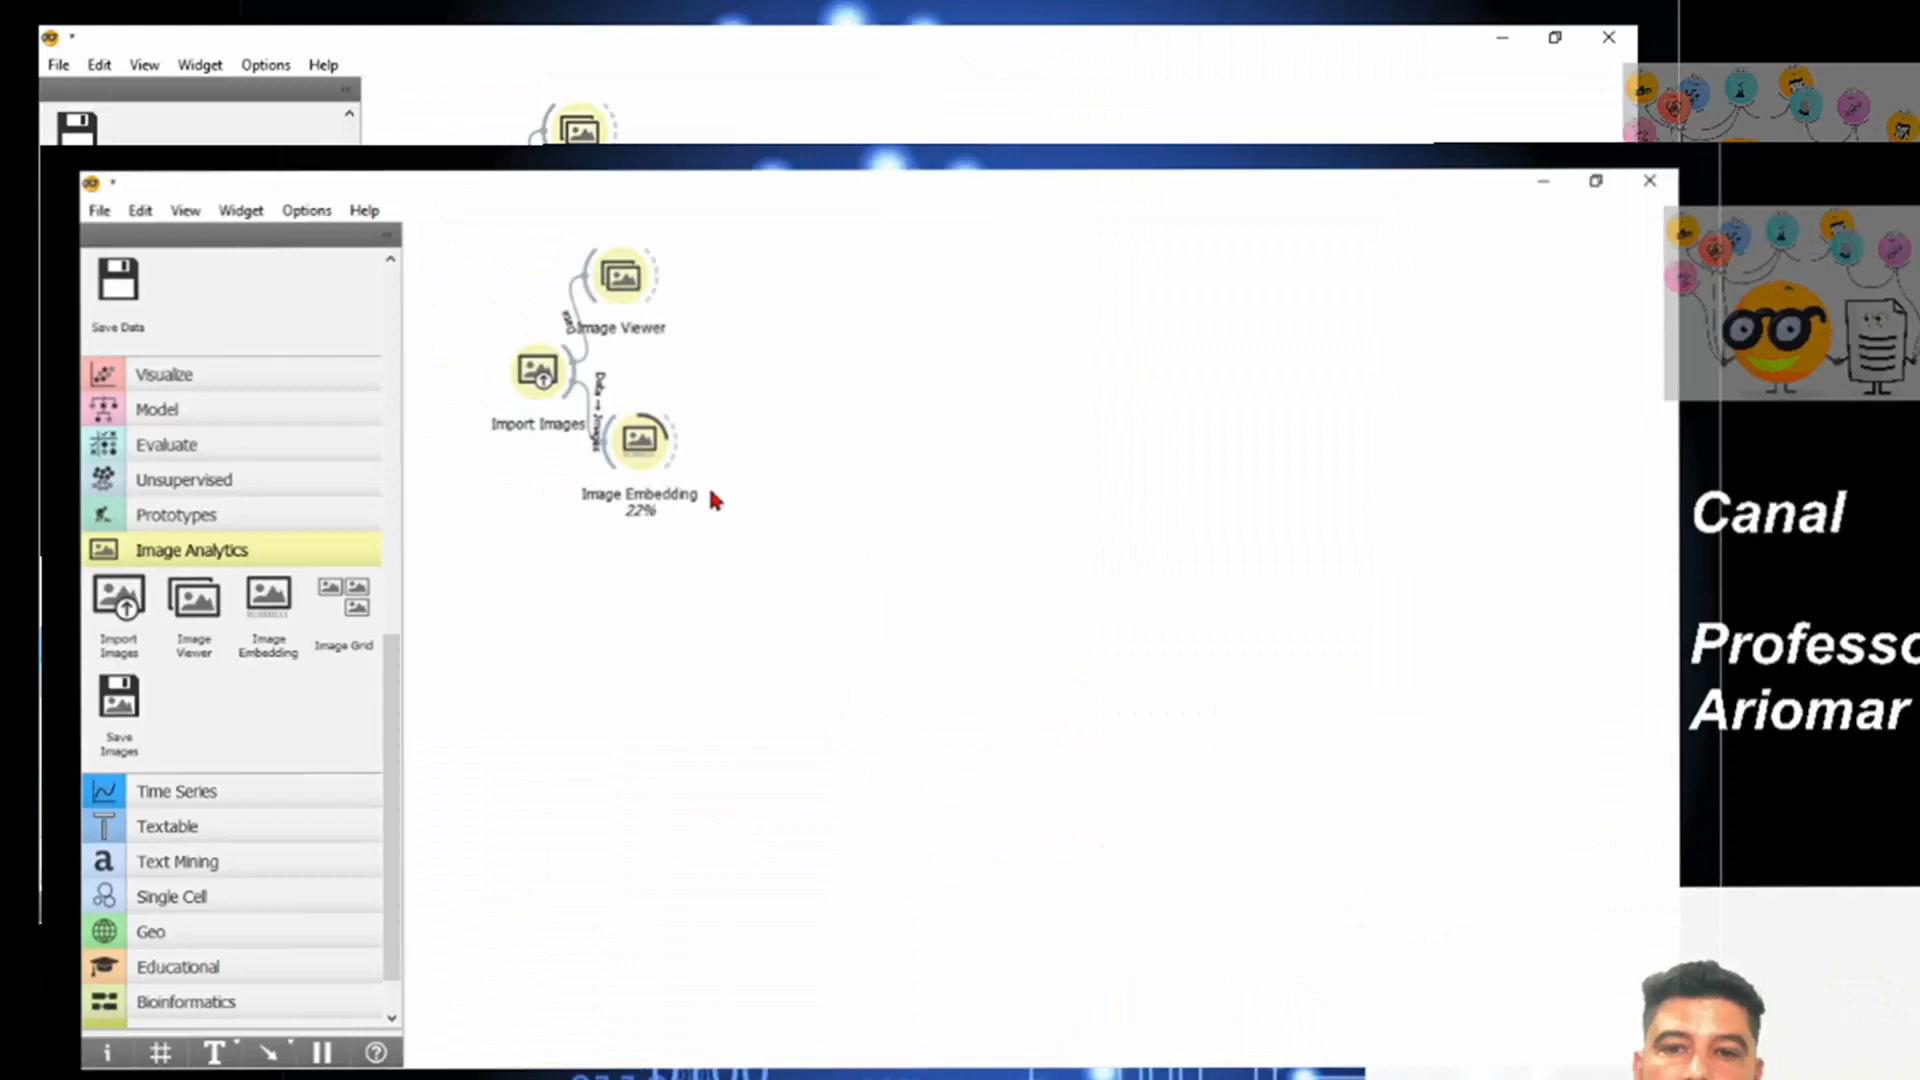 File Edit View Widget Options Help
File Edit View Widget Options Help
Save Data
Visualize
Model
Evaluate
Unsupervised
Prototypes
Image Analytics
Import Images
Image Viewer
Image Embedding
Image Grid
Save Images
Time Series
Textable
Text Mining
Single Cell
Geo
Educational
Bioinformatics
Image Viewer
Import Images
Data → Images
Image Embedding
22%
Canal
Professo
Ariomar